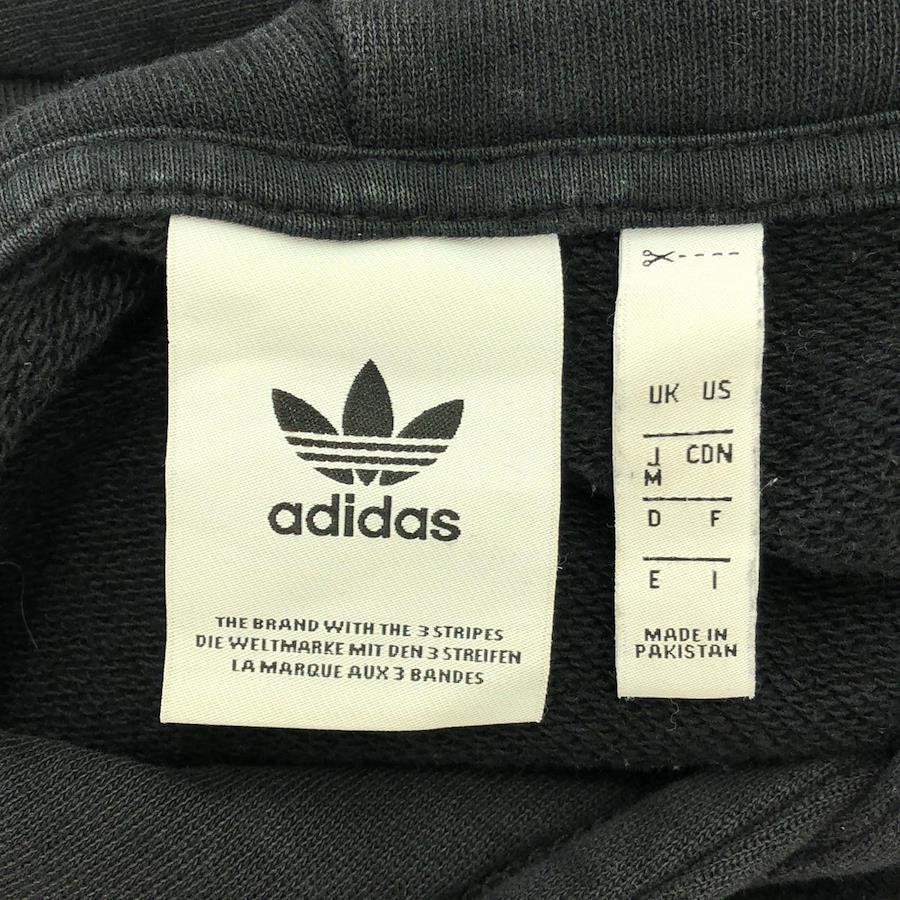 adidas
THE BRAND WITH THE 3 STRIPES
DIE WELTMARKE MIT DEN 3 STREIFEN
LA MARQUE AUX 3 BANDES
UK US
J CDN
M
D F
E I
MADE IN
PAKISTAN